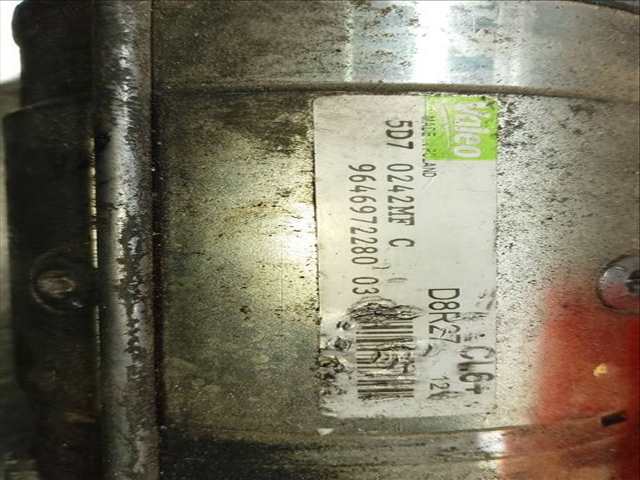 Valeo
MADE IN POLAND
CL6+
D8R27 12V
5D7 0242MF C
9646972280 03